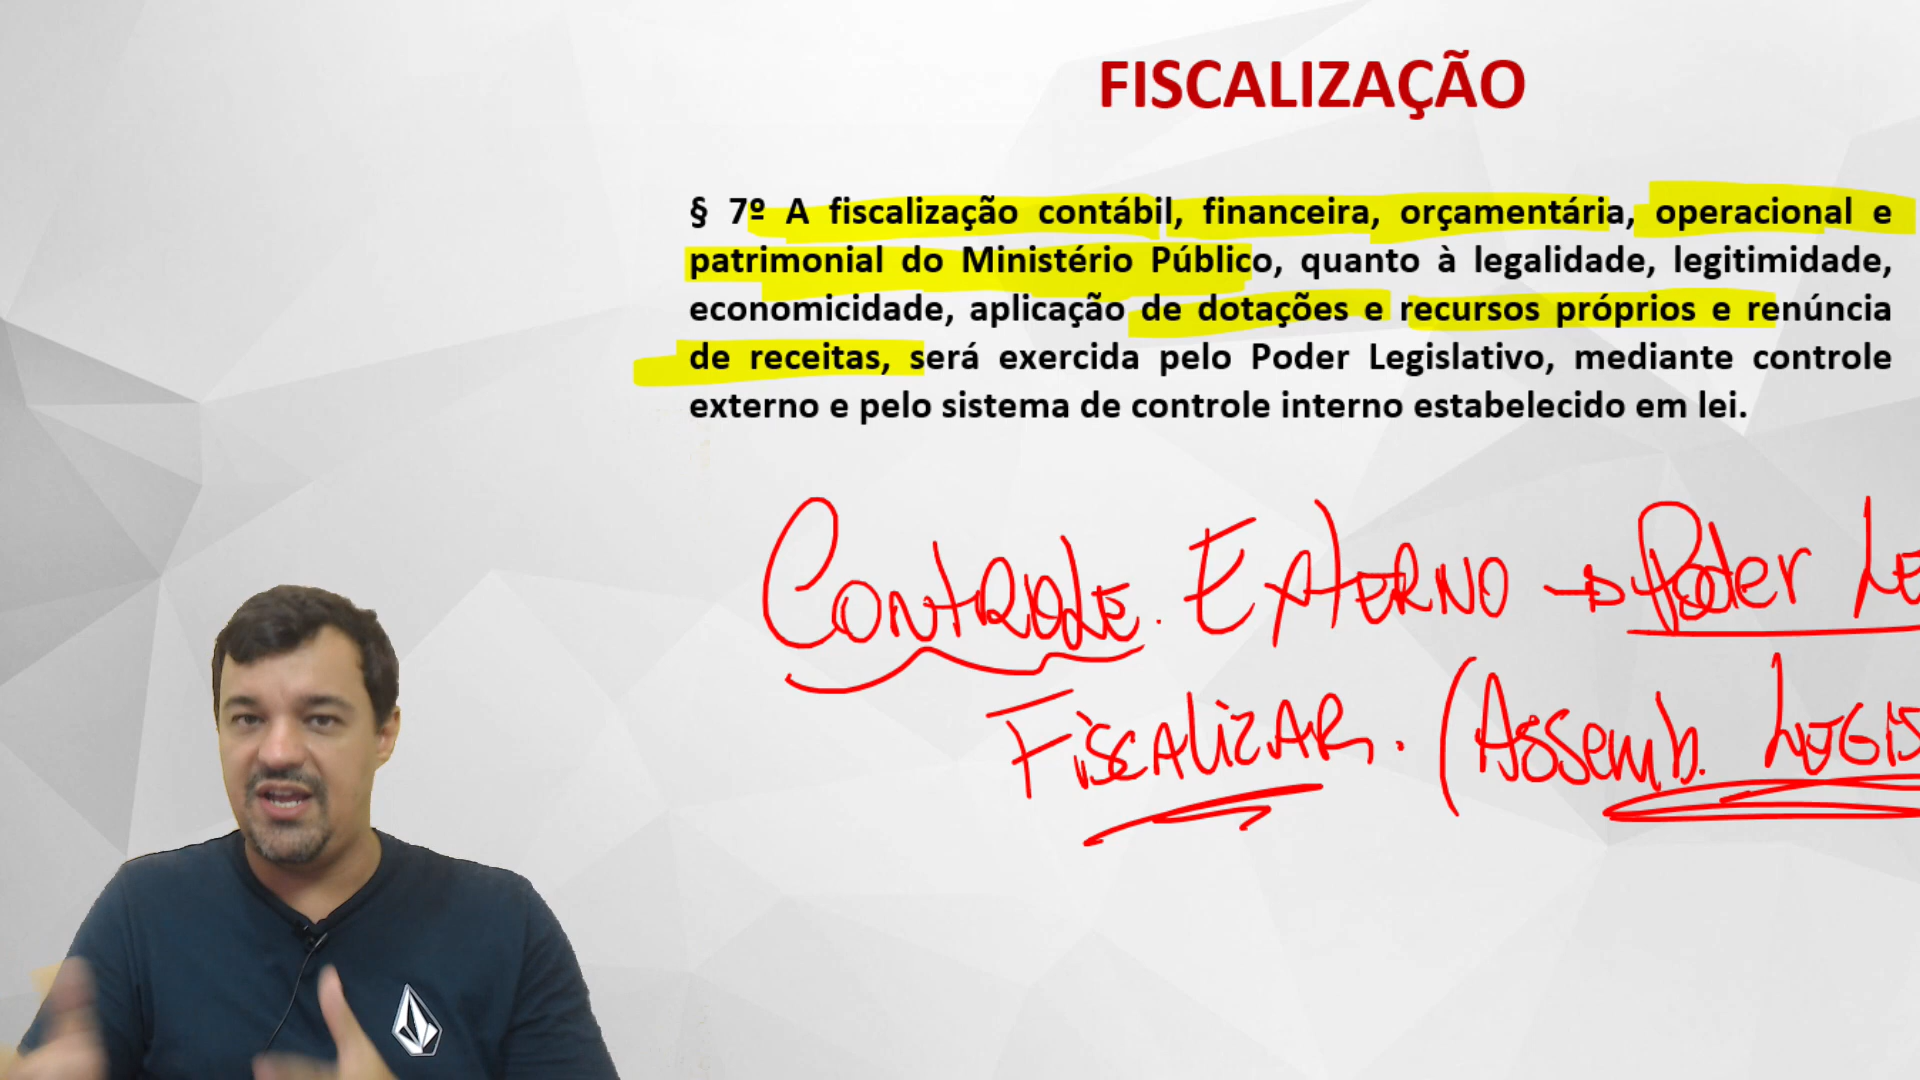 FISCALIZAÇÃO
§ 7º A fiscalização contábil, financeira, orçamentária, operacional e
patrimonial do Ministério Público, quanto à legalidade, legitimidade,
economicidade, aplicação de dotações e recursos próprios e renúncia
de receitas, será exercida pelo Poder Legislativo, mediante controle
externo e pelo sistema de controle interno estabelecido em lei.
CONTROLE. EXTERNO → Poder LE
FISCALIZAR. (Assemb. LEGIS